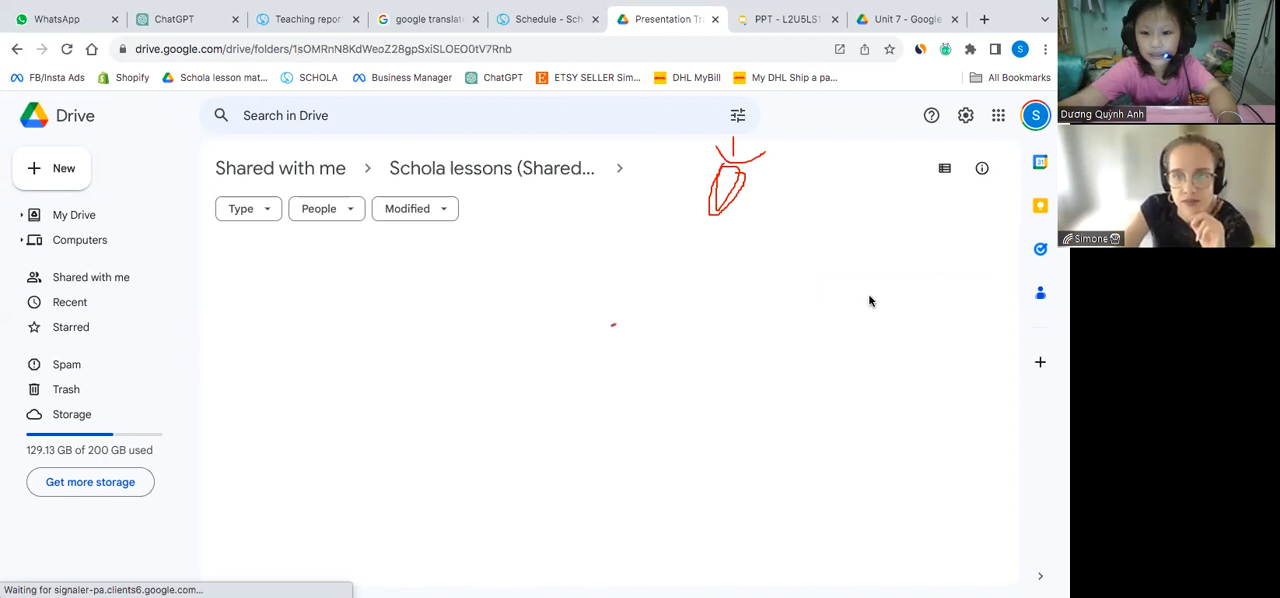 WhatsApp
ChatGPT
Teaching repor
google translat
Schedule - Sch
Presentation Tr
PPT - L2U5LS1
Unit 7 - Google
drive.google.com/drive/folders/1sOMRnN8KdWeoZ28gpSxiSLOEO0tV7Rnb
S
FB/Insta Ads
Shopify
Schola lesson mat...
SCHOLA
Business Manager
ChatGPT
ETSY SELLER Sim...
DHL MyBill
My DHL Ship a pa...
All Bookmarks
Drive
Search in Drive
S
New
Shared with me
Schola lessons (Shared...
My Drive
Computers
Type
People
Modified
Shared with me
Recent
Starred
Spam
Trash
Storage
129.13 GB of 200 GB used
Get more storage
Waiting for signaler-pa.clients6.google.com...
Dương Quỳnh Anh
Simone
31